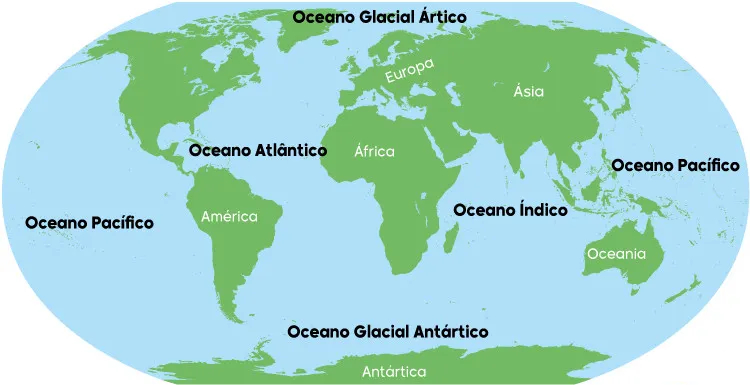 Oceano Glacial Ártico
Europa
Ásia
Oceano Atlântico
África
Oceano Pacífico
Oceano Índico
América
Oceano Pacífico
Oceania
Oceano Glacial Antártico
Antártica